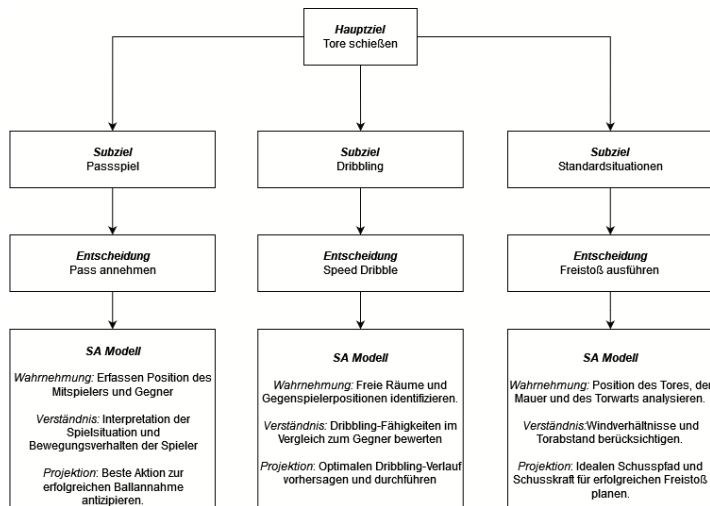 Hauptziel
Tore schießen
Subziel
Passspiel
Subziel
Dribbling
Subziel
Standardsituationen
Entscheidung
Pass annehmen
Entscheidung
Speed Dribble
Entscheidung
Freistoß ausführen
SA Modell
Wahrnehmung: Erfassen Position des
Mitspielers und Gegner
Verständnis: Interpretation der
Spielsituation und
Bewegungsverhalten der Spieler
Projektion: Beste Aktion zur
erfolgreichen Ballannahme
antizipieren.
SA Modell
Wahrnehmung: Freie Räume und
Gegenspielerpositionen identifizieren.
Verständnis: Dribbling-Fähigkeiten im
Vergleich zum Gegner bewerten
Projektion: Optimalen Dribbling-Verlauf
vorhersagen und durchführen
SA Modell
Wahrnehmung: Position des Tores, der
Mauer und des Torwarts analysieren.
Verständnis:Windverhältnisse und
Torabstand berücksichtigen.
Projektion: Idealen Schusspfad und
Schusskraft für erfolgreichen Freistoß
planen.